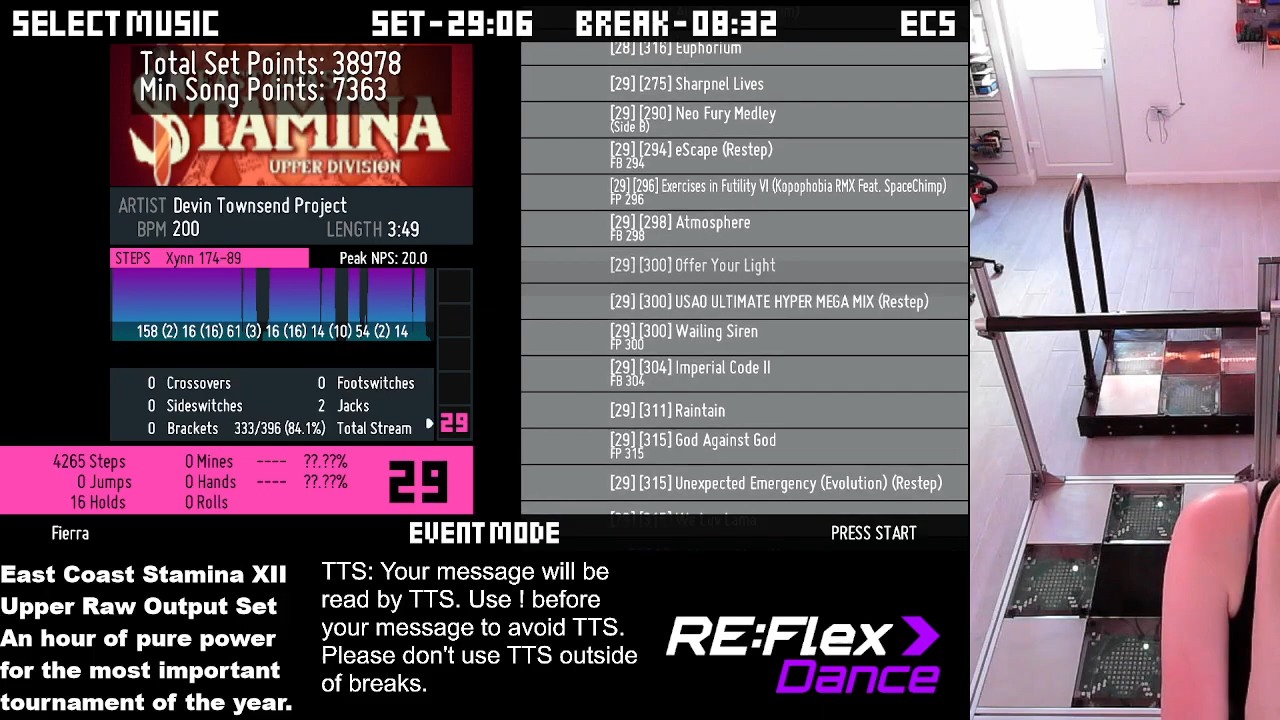 SELECT MUSIC
SET-29:06
BREAK-08:32
ECS
Total Set Points: 38978
Min Song Points: 7363
STAMINA
UPPER DIVISION
ARTIST Devin Townsend Project
BPM 200
LENGTH 3:49
STEPS Xynn 174-89
Peak NPS: 20.0
158 (2) 16 (16) 61 (3) 16 (16) 14 (10) 54 (2) 14
0 Crossovers
0 Footswitches
0 Sideswitches
2 Jacks
0 Brackets
333/396 (84.1%) Total Stream
29
4265 Steps
0 Mines
---- ??.??%
0 Jumps
0 Hands
---- ??.??%
16 Holds
0 Rolls
29
[28] [316] Euphorium
[29] [275] Sharpnel Lives
[29] [290] Neo Fury Medley
(Side B)
[29] [294] eScape (Restep)
FB 294
[29] [296] Exercises in Futility VI (Kopophobia RMX Feat. SpaceChimp)
FP 296
[29] [298] Atmosphere
FB 298
[29] [300] Offer Your Light
[29] [300] USAO ULTIMATE HYPER MEGA MIX (Restep)
[29] [300] Wailing Siren
FP 300
[29] [304] Imperial Code II
FB 304
[29] [311] Raintain
[29] [315] God Against God
FP 315
[29] [315] Unexpected Emergency (Evolution) (Restep)
Fierra
EVENT MODE
PRESS START
East Coast Stamina XII
Upper Raw Output Set
An hour of pure power
for the most important
tournament of the year.
TTS: Your message will be
read by TTS. Use ! before
your message to avoid TTS.
Please don't use TTS outside
of breaks.
RE:Flex
Dance